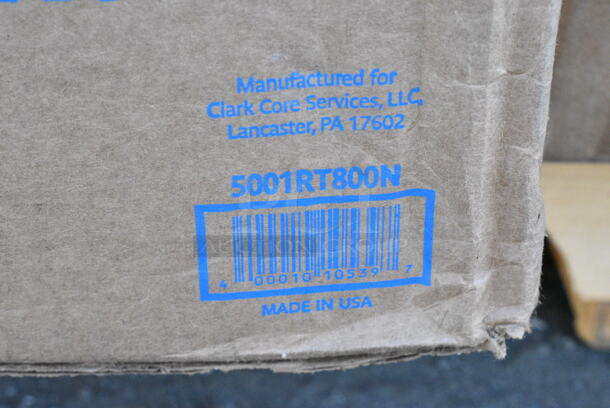 Manufactured for
Clark Core Services, LLC,
Lancaster, PA 17602
5001RT800N
4 00010 10539 7
MADE IN USA